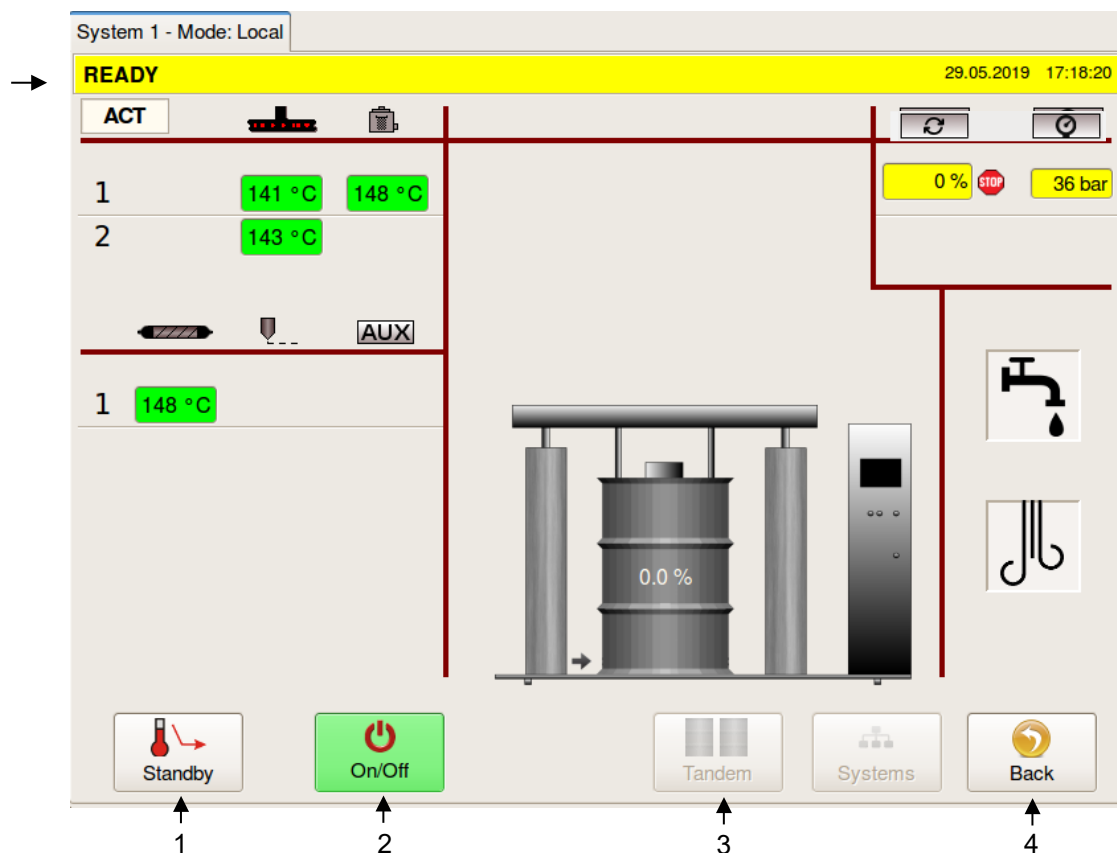 System 1 - Mode: Local
READY 29.05.2019 17:18:20
ACT
1 141 °C 148 °C 0 % STOP 36 bar
2 143 °C
AUX
1 148 °C
0.0 %
Standby On/Off Tandem Systems Back
1 2 3 4